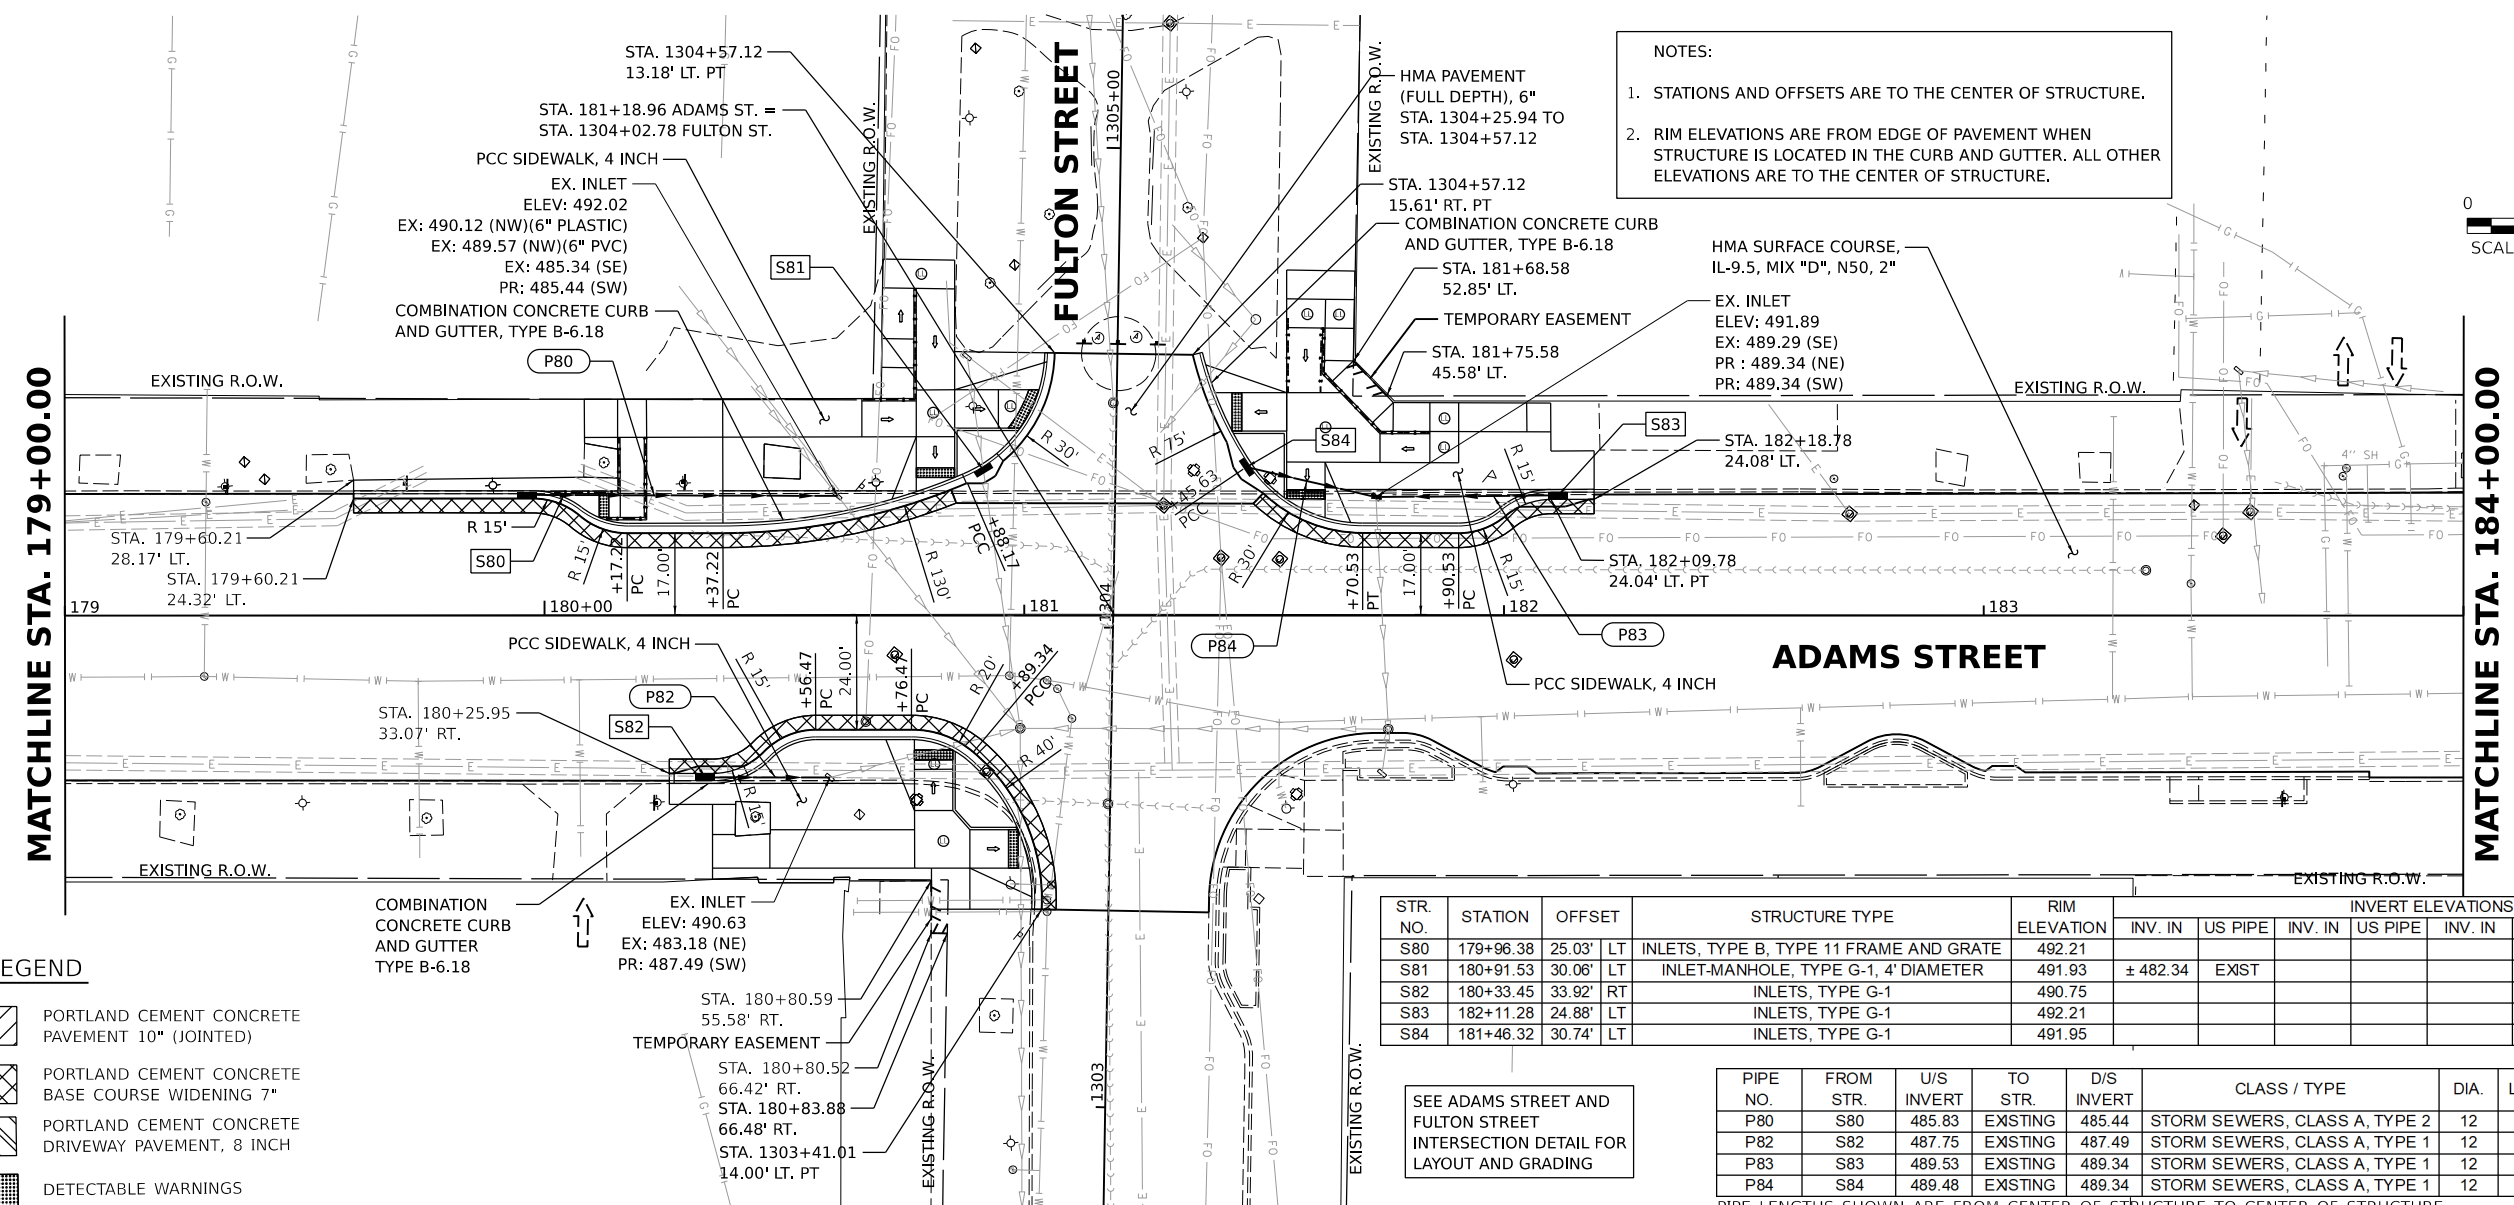 STA. 1304+57.12
13.18' LT. PT
STA. 181+18.96 ADAMS ST. =
STA. 1304+02.78 FULTON ST.
PCC SIDEWALK, 4 INCH
EX. INLET
ELEV: 492.02
EX: 490.12 (NW)(6" PLASTIC)
EX: 489.57 (NW)(6" PVC)
EX: 485.34 (SE)
PR: 485.44 (SW)
COMBINATION CONCRETE CURB
AND GUTTER, TYPE B-6.18
P80
S81
EXISTING R.O.W.
FULTON STREET
1305+00
EXISTING R.O.W.
HMA PAVEMENT
(FULL DEPTH), 6"
STA. 1304+25.94 TO
STA. 1304+57.12
STA. 1304+57.12
15.61' RT. PT
COMBINATION CONCRETE CURB
AND GUTTER, TYPE B-6.18
STA. 181+68.58
52.85' LT.
TEMPORARY EASEMENT
STA. 181+75.58
45.58' LT.
NOTES:
1. STATIONS AND OFFSETS ARE TO THE CENTER OF STRUCTURE.
2. RIM ELEVATIONS ARE FROM EDGE OF PAVEMENT WHEN
STRUCTURE IS LOCATED IN THE CURB AND GUTTER. ALL OTHER
ELEVATIONS ARE TO THE CENTER OF STRUCTURE.
0
SCAL
HMA SURFACE COURSE,
IL-9.5, MIX "D", N50, 2"
EX. INLET
ELEV: 491.89
EX: 489.29 (SE)
PR : 489.34 (NE)
PR: 489.34 (SW)
EXISTING R.O.W.
EXISTING R.O.W.
MATCHLINE STA. 179+00.00
MATCHLINE STA. 184+00.00
R 30'
R 75'
S84
S83
STA. 182+18.78
24.08' LT.
4" SH
R 15'
R 15'
STA. 179+60.21
28.17' LT.
STA. 179+60.21
24.32' LT.
S80
R 15'
+17.22
PC
17.00'
+37.22
PC
R 130'
+88.17
PCC
+45.63
PCC
R 30'
+70.53
PT
17.00'
+90.53
PC
R 15'
STA. 182+09.78
24.04' LT. PT
179
180+00
181
1304
182
183
P84
P83
ADAMS STREET
PCC SIDEWALK, 4 INCH
PCC SIDEWALK, 4 INCH
P82
STA. 180+25.95
33.07' RT.
S82
R 15'
+56.47
PC
24.00'
+76.47
PC
R 20'
+89.34
PCC
R 40'
R 15'
EXISTING R.O.W.
EXISTING R.O.W.
COMBINATION
CONCRETE CURB
AND GUTTER
TYPE B-6.18
EX. INLET
ELEV: 490.63
EX: 483.18 (NE)
PR: 487.49 (SW)
STA. 180+80.59
55.58' RT.
TEMPORARY EASEMENT
STA. 180+80.52
66.42' RT.
STA. 180+83.88
66.48' RT.
STA. 1303+41.01
14.00' LT. PT
EXISTING R.O.W.
1303
EXISTING R.O.W.
EGEND
PORTLAND CEMENT CONCRETE
PAVEMENT 10" (JOINTED)
PORTLAND CEMENT CONCRETE
BASE COURSE WIDENING 7"
PORTLAND CEMENT CONCRETE
DRIVEWAY PAVEMENT, 8 INCH
DETECTABLE WARNINGS
SEE ADAMS STREET AND
FULTON STREET
INTERSECTION DETAIL FOR
LAYOUT AND GRADING
STR. NO. STATION OFFSET STRUCTURE TYPE RIM ELEVATION INVERT ELEVATIONS
INV. IN US PIPE INV. IN US PIPE INV. IN
S80 179+96.38 25.03' LT INLETS, TYPE B, TYPE 11 FRAME AND GRATE 492.21
S81 180+91.53 30.06' LT INLET-MANHOLE, TYPE G-1, 4' DIAMETER 491.93 ± 482.34 EXIST
S82 180+33.45 33.92' RT INLETS, TYPE G-1 490.75
S83 182+11.28 24.88' LT INLETS, TYPE G-1 492.21
S84 181+46.32 30.74' LT INLETS, TYPE G-1 491.95
PIPE NO. FROM STR. U/S INVERT TO STR. D/S INVERT CLASS / TYPE DIA. L
P80 S80 485.83 EXISTING 485.44 STORM SEWERS, CLASS A, TYPE 2 12
P82 S82 487.75 EXISTING 487.49 STORM SEWERS, CLASS A, TYPE 1 12
P83 S83 489.53 EXISTING 489.34 STORM SEWERS, CLASS A, TYPE 1 12
P84 S84 489.48 EXISTING 489.34 STORM SEWERS, CLASS A, TYPE 1 12
PIPE LENGTHS SHOWN ARE FROM CENTER OF STRUCTURE TO CENTER OF STRUCTURE